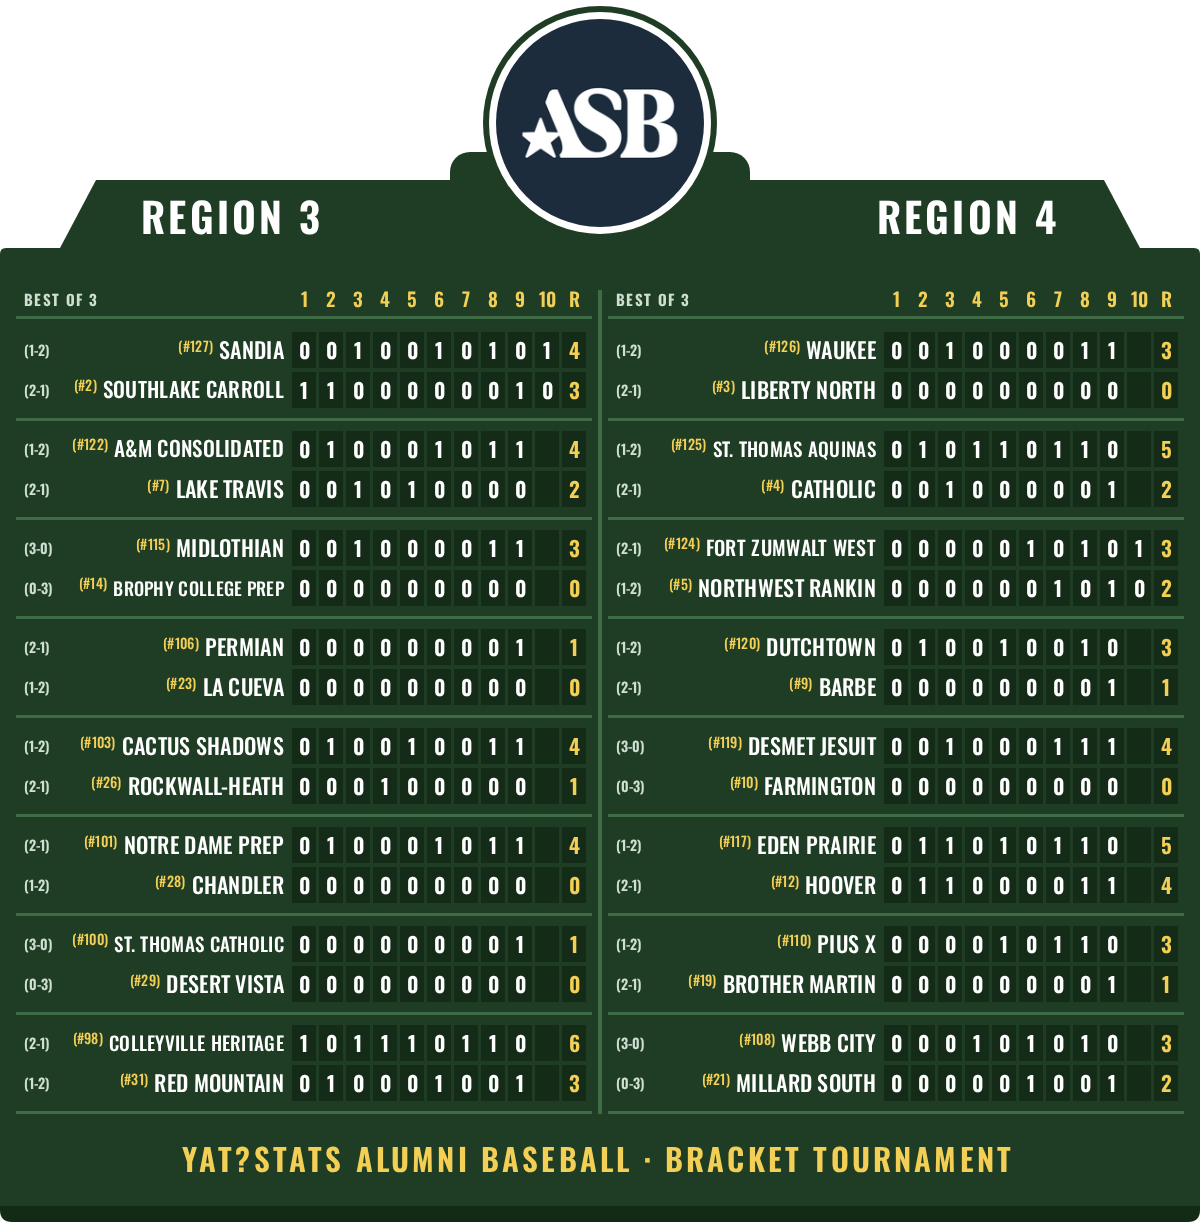 ASB
REGION 3
REGION 4
BEST OF 3 1 2 3 4 5 6 7 8 9 10 R
(1-2) (#127) SANDIA 0 0 1 0 0 1 0 1 0 1 4
(2-1) (#2) SOUTHLAKE CARROLL 1 1 0 0 0 0 0 0 1 0 3
(1-2) (#122) A&M CONSOLIDATED 0 1 0 0 0 1 0 1 1 4
(2-1) (#7) LAKE TRAVIS 0 0 1 0 1 0 0 0 0 2
(3-0) (#115) MIDLOTHIAN 0 0 1 0 0 0 0 1 1 3
(0-3) (#14) BROPHY COLLEGE PREP 0 0 0 0 0 0 0 0 0 0
(2-1) (#106) PERMIAN 0 0 0 0 0 0 0 0 1 1
(1-2) (#23) LA CUEVA 0 0 0 0 0 0 0 0 0 0
(1-2) (#103) CACTUS SHADOWS 0 1 0 0 1 0 0 1 1 4
(2-1) (#26) ROCKWALL-HEATH 0 0 0 1 0 0 0 0 0 1
(2-1) (#101) NOTRE DAME PREP 0 1 0 0 0 1 0 1 1 4
(1-2) (#28) CHANDLER 0 0 0 0 0 0 0 0 0 0
(3-0) (#100) ST. THOMAS CATHOLIC 0 0 0 0 0 0 0 0 1 1
(0-3) (#29) DESERT VISTA 0 0 0 0 0 0 0 0 0 0
(2-1) (#98) COLLEYVILLE HERITAGE 1 0 1 1 1 0 1 1 0 6
(1-2) (#31) RED MOUNTAIN 0 1 0 0 0 1 0 0 1 3
BEST OF 3 1 2 3 4 5 6 7 8 9 10 R
(1-2) (#126) WAUKEE 0 0 1 0 0 0 0 1 1 3
(2-1) (#3) LIBERTY NORTH 0 0 0 0 0 0 0 0 0 0
(1-2) (#125) ST. THOMAS AQUINAS 0 1 0 1 1 0 1 1 0 5
(2-1) (#4) CATHOLIC 0 0 1 0 0 0 0 0 1 2
(2-1) (#124) FORT ZUMWALT WEST 0 0 0 0 0 1 0 1 0 1 3
(1-2) (#5) NORTHWEST RANKIN 0 0 0 0 0 0 1 0 1 0 2
(1-2) (#120) DUTCHTOWN 0 1 0 0 1 0 0 1 0 3
(2-1) (#9) BARBE 0 0 0 0 0 0 0 0 1 1
(3-0) (#119) DESMET JESUIT 0 0 1 0 0 0 1 1 1 4
(0-3) (#10) FARMINGTON 0 0 0 0 0 0 0 0 0 0
(1-2) (#117) EDEN PRAIRIE 0 1 1 0 1 0 1 1 0 5
(2-1) (#12) HOOVER 0 1 1 0 0 0 0 1 1 4
(1-2) (#110) PIUS X 0 0 0 0 1 0 1 1 0 3
(2-1) (#19) BROTHER MARTIN 0 0 0 0 0 0 0 0 1 1
(3-0) (#108) WEBB CITY 0 0 0 1 0 1 0 1 0 3
(0-3) (#21) MILLARD SOUTH 0 0 0 0 0 1 0 0 1 2
YAT?STATS ALUMNI BASEBALL · BRACKET TOURNAMENT